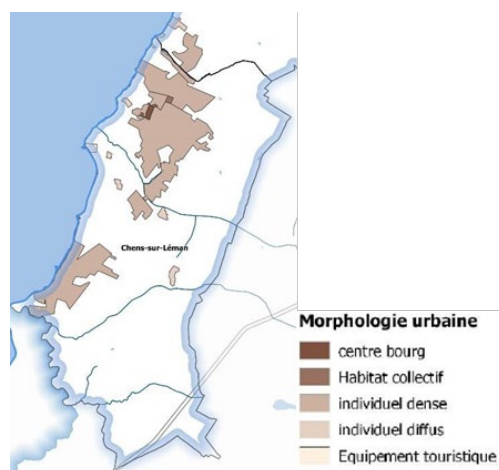 Chens-sur-Léman
Morphologie urbaine
centre bourg
Habitat collectif
individuel dense
individuel diffus
Equipement touristique